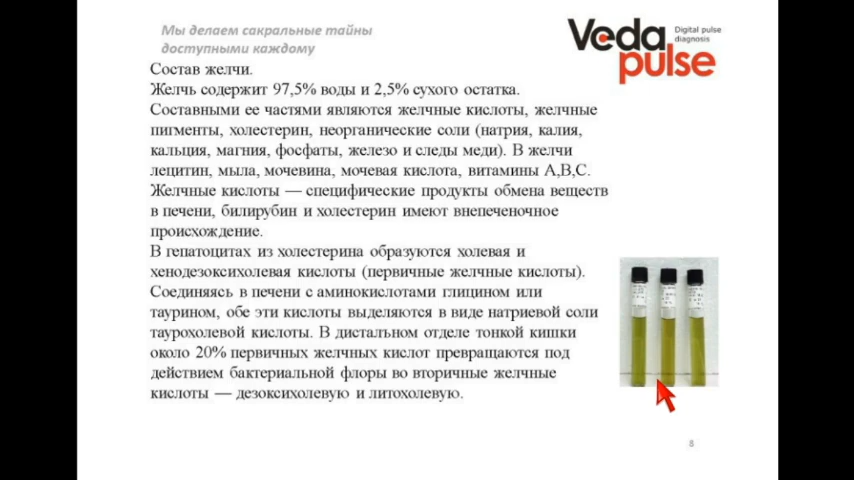 Мы делаем сакральные тайны
доступными каждому
Veda
pulse
Digital pulse
diagnosis
Состав желчи.
Желчь содержит 97,5% воды и 2,5% сухого остатка.
Составными ее частями являются желчные кислоты, желчные
пигменты, холестерин, неорганические соли (натрия, калия,
кальция, магния, фосфаты, железо и следы меди). В желчи
лецитин, мыла, мочевина, мочевая кислота, витамины А,В,С.
Желчные кислоты — специфические продукты обмена веществ
в печени, билирубин и холестерин имеют внепеченочное
происхождение.
В гепатоцитах из холестерина образуются холевая и
хенодезоксихолевая кислоты (первичные желчные кислоты).
Соединяясь в печени с аминокислотами глицином или
таурином, обе эти кислоты выделяются в виде натриевой соли
таурохолевой кислоты. В дистальном отделе тонкой кишки
около 20% первичных желчных кислот превращаются под
действием бактериальной флоры во вторичные желчные
кислоты — дезоксихолевую и литохолевую.
8